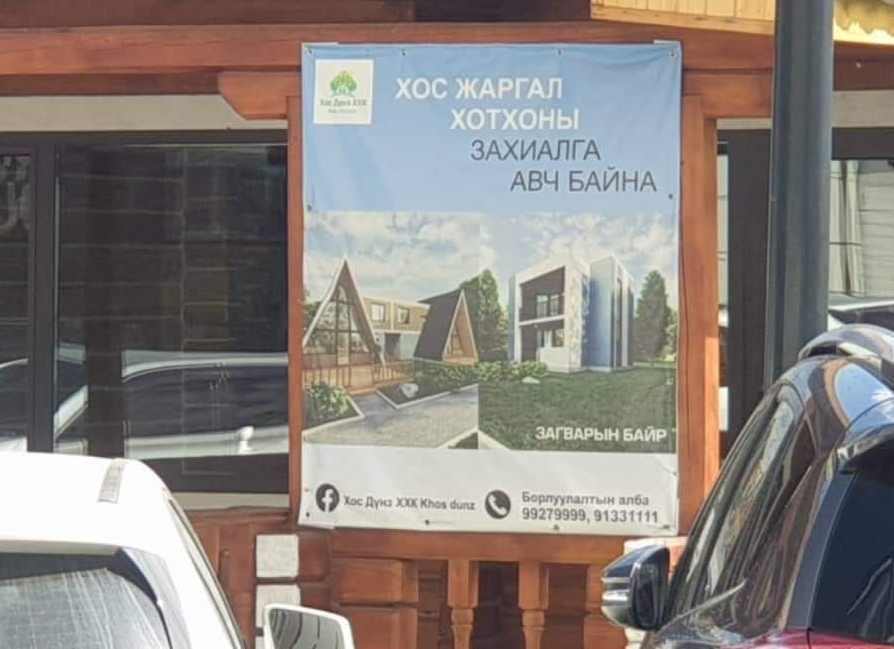 Хос Дүнз ХХК
ХОС ЖАРГАЛ
ХОТХОНЫ
ЗАХИАЛГА
АВЧ БАЙНА
ЗАГВАРЫН БАЙР
Хос Дүнз ХХК Khos dunz
Борлуулалтын алба
99279999, 91331111